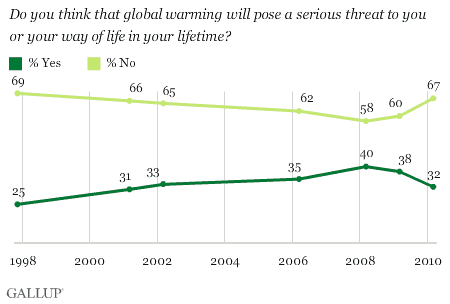 Do you think that global warming will pose a serious threat to you
or your way of life in your lifetime?
% Yes % No
69 66 65 62 58 60 67
25 31 33 35 40 38 32
1998 2000 2002 2004 2006 2008 2010
GALLUP®